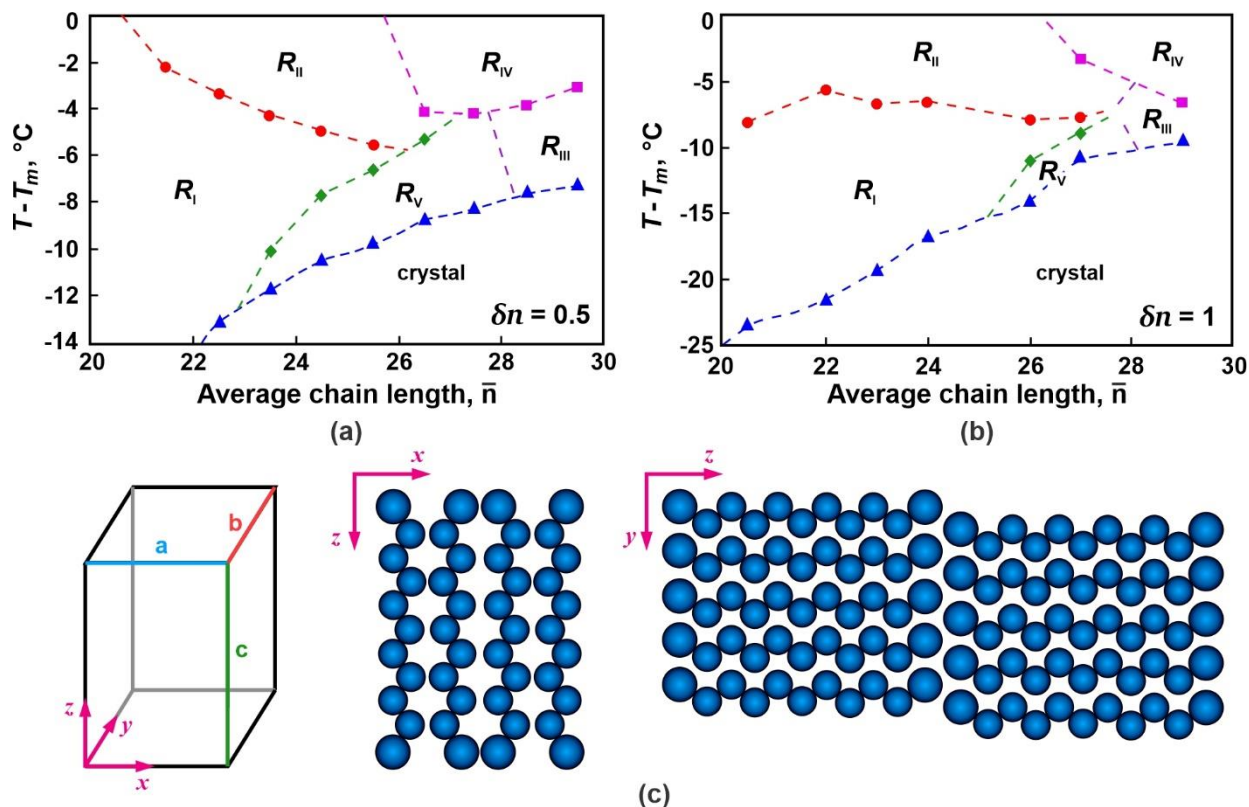 0
-2
-4
-6
-8
-10
-12
-14
T - Tm, °C
RII
RIV
RI
RV
RIII
crystal
δn = 0.5
20 22 24 26 28 30
Average chain length, n̄
(a)
0
-5
-10
-15
-20
-25
T - Tm, °C
RII
RIV
RIII
RI
RV
crystal
δn = 1
20 22 24 26 28 30
Average chain length, n̄
(b)
a
b
c
z
y
x
x
z
z
y
(c)